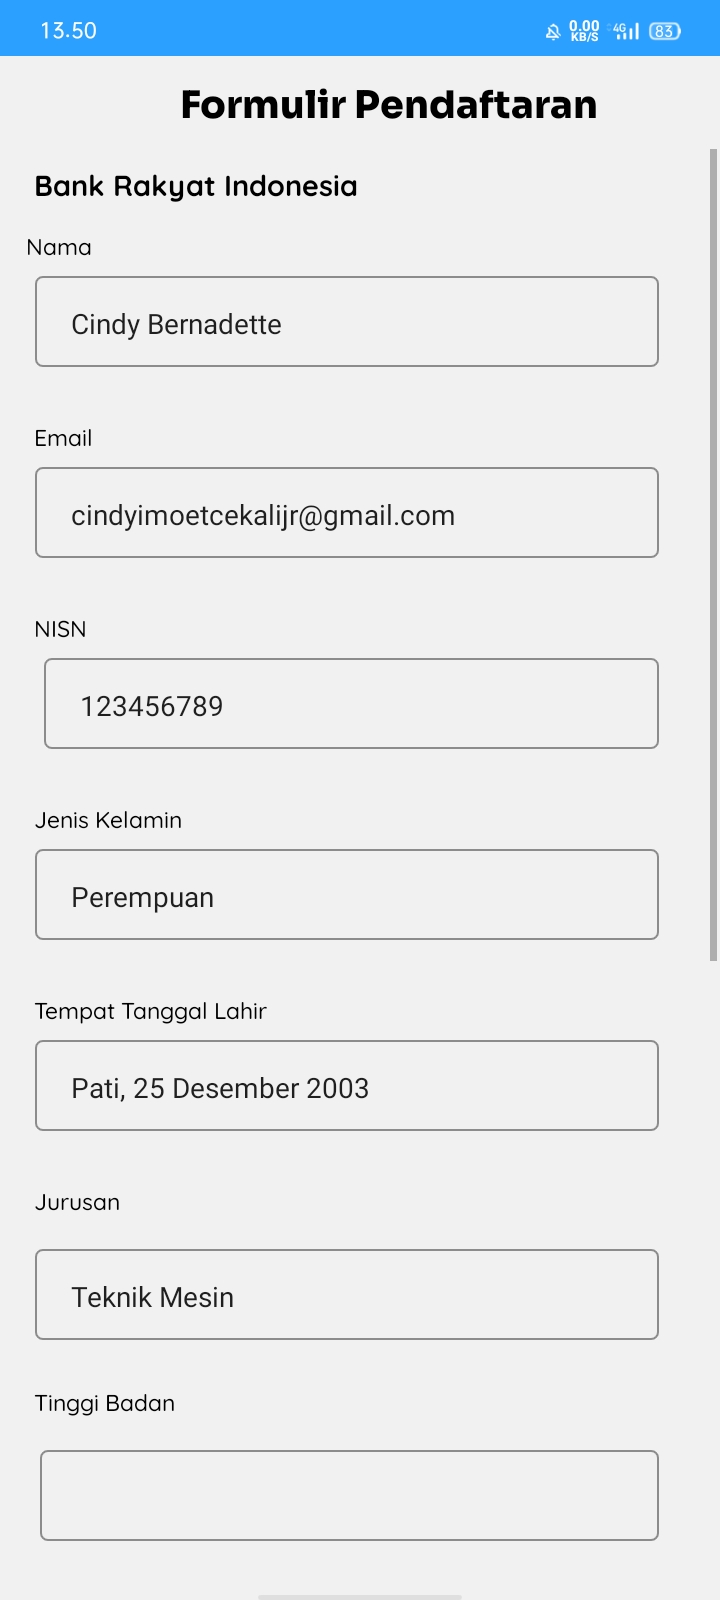 13.50
0.00
KB/S
4G
83
Formulir Pendaftaran
Bank Rakyat Indonesia
Nama
Cindy Bernadette
Email
cindyimoetcekalijr@gmail.com
NISN
123456789
Jenis Kelamin
Perempuan
Tempat Tanggal Lahir
Pati, 25 Desember 2003
Jurusan
Teknik Mesin
Tinggi Badan